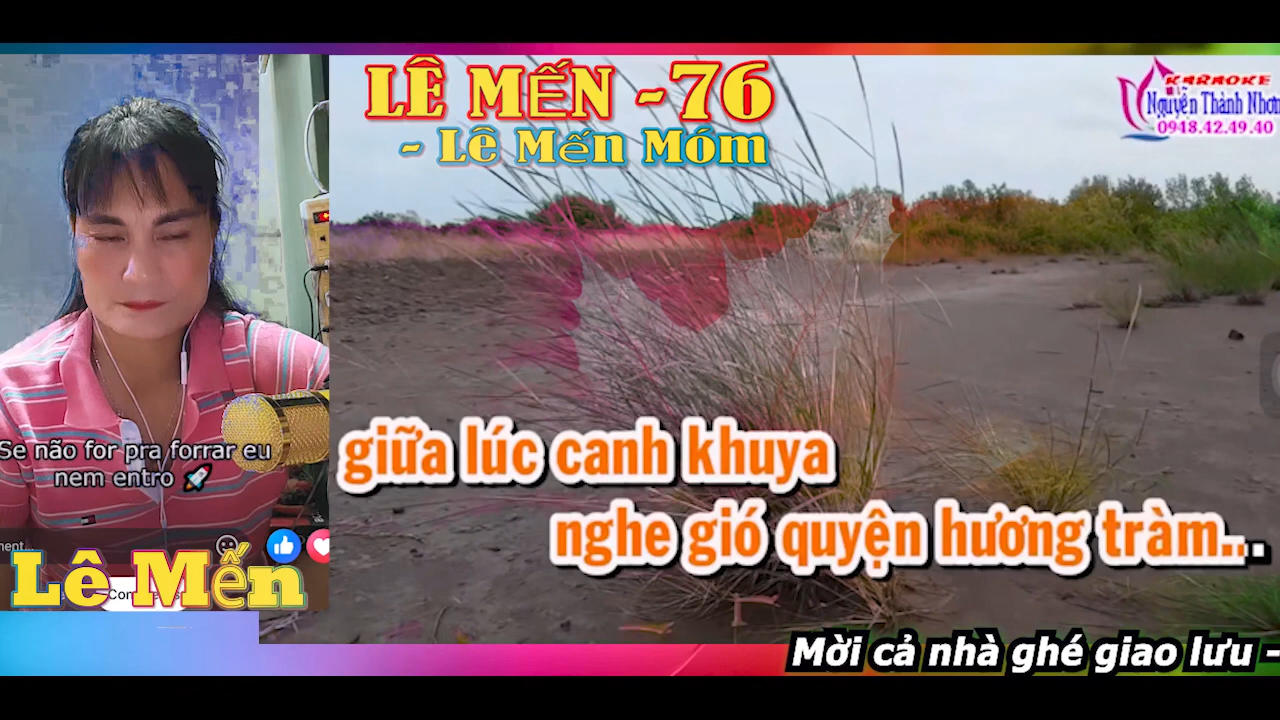 LÊ MẾN -76
- Lê Mến Móm
KARAOKE
Nguyễn Thành Nhơn
0948.42.49.40
giữa lúc canh khuya
nghe gió quyện hương tràm...
Se não for pra forrar eu
nem entro 🚀
Lê Mến
Mời cả nhà ghé giao lưu -